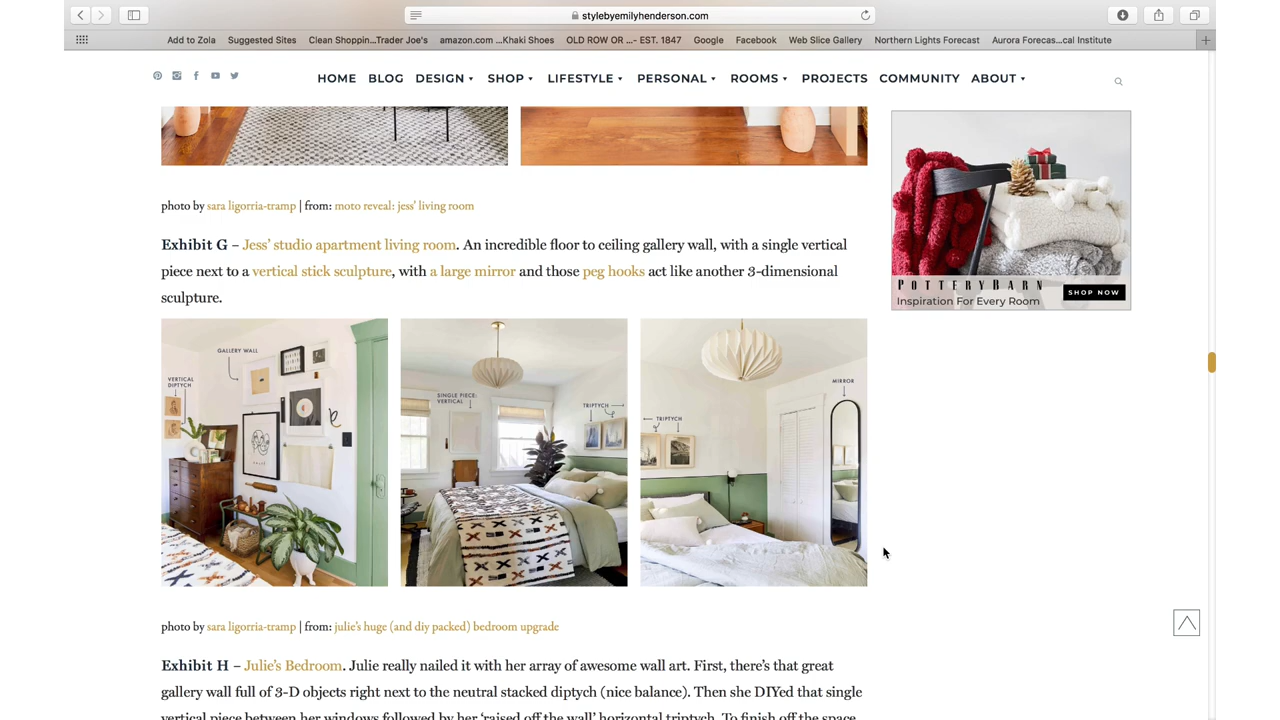 stylebyemilyhenderson.com
Add to Zola Suggested Sites Clean Shoppin...Trader Joe's amazon.com ...Khaki Shoes OLD ROW OR ...- EST. 1847 Google Facebook Web Slice Gallery Northern Lights Forecast Aurora Forecas...cal Institute
HOME BLOG DESIGN SHOP LIFESTYLE PERSONAL ROOMS PROJECTS COMMUNITY ABOUT
photo by sara ligorria-tramp | from: moto reveal: jess' living room
Exhibit G – Jess' studio apartment living room. An incredible floor to ceiling gallery wall, with a single vertical
piece next to a vertical stick sculpture, with a large mirror and those peg hooks act like another 3-dimensional
sculpture.
POTTERYBARN
SHOP NOW
Inspiration For Every Room
GALLERY WALL
VERTICAL
DIPTYCH
SINGLE PIECE:
VERTICAL
TRIPTYCH
TRIPTYCH
MIRROR
photo by sara ligorria-tramp | from: julie's huge (and diy packed) bedroom upgrade
Exhibit H – Julie's Bedroom. Julie really nailed it with her array of awesome wall art. First, there's that great
gallery wall full of 3-D objects right next to the neutral stacked diptych (nice balance). Then she DIYed that single
vertical piece between her windows followed by her 'raised off the wall' horizontal triptych. To finish off the space